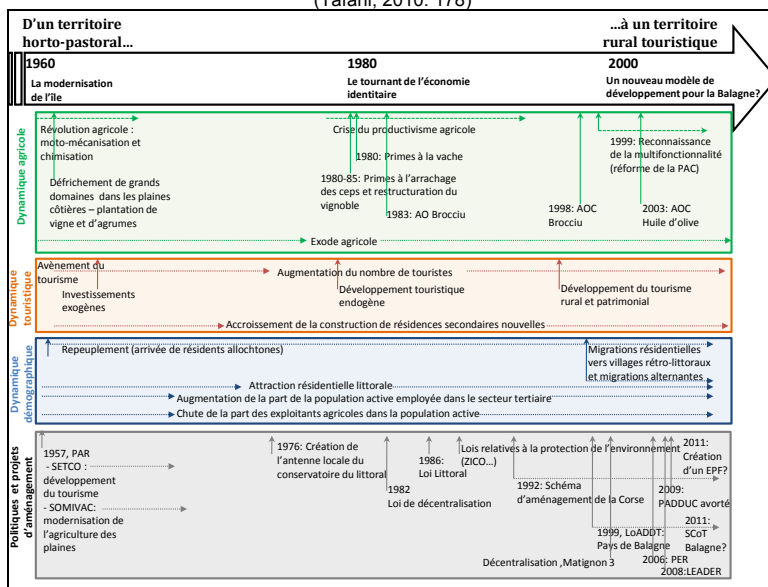 (Tafani, 2010: 178)
D'un territoire
horto-pastoral...
...à un territoire
rural touristique
1960
1980
2000
La modernisation
de l'île
Le tournant de l'économie
identitaire
Un nouveau modèle de
développement pour la Balagne?
Dynamique agricole
Révolution agricole :
moto-mécanisation et
chimisation
Défrichement de grands
domaines dans les plaines
côtières – plantation de
vigne et d'agrumes
Crise du productivisme agricole
1980: Primes à la vache
1980-85: Primes à l'arrachage
des ceps et restructuration du
vignoble
1983: AO Brocciu
1998: AOC
Brocciu
1999: Reconnaissance
de la multifonctionnalité
(réforme de la PAC)
2003: AOC
Huile d'olive
Exode agricole
Dynamique
touristique
Avènement du
tourisme
Investissements
exogènes
Augmentation du nombre de touristes
Développement touristique
endogène
Développement du tourisme
rural et patrimonial
Accroissement de la construction de résidences secondaires nouvelles
Dynamique
démographique
Repeuplement (arrivée de résidents allochtones)
Migrations résidentielles
vers villages rétro-littoraux
et migrations alternantes
Attraction résidentielle littorale
Augmentation de la part de la population active employée dans le secteur tertiaire
Chute de la part des exploitants agricoles dans la population active
Politiques et projets
d'aménagement
1957, PAR
- SETCO :
développement
du tourisme
- SOMIVAC:
modernisation de
l'agriculture des
plaines
1976: Création de
l'antenne locale du
conservatoire du littoral
1982
Loi de décentralisation
1986:
Loi Littoral
Lois relatives à la protection de l'environnement
(ZICO...)
1992: Schéma
d'aménagement de la Corse
2011:
Création
d'un EPF?
2009:
PADDUC avorté
1999, LoADDT:
Pays de Balagne
2011:
SCoT
Balagne?
Décentralisation ,Matignon 3
2006: PER
2008:LEADER